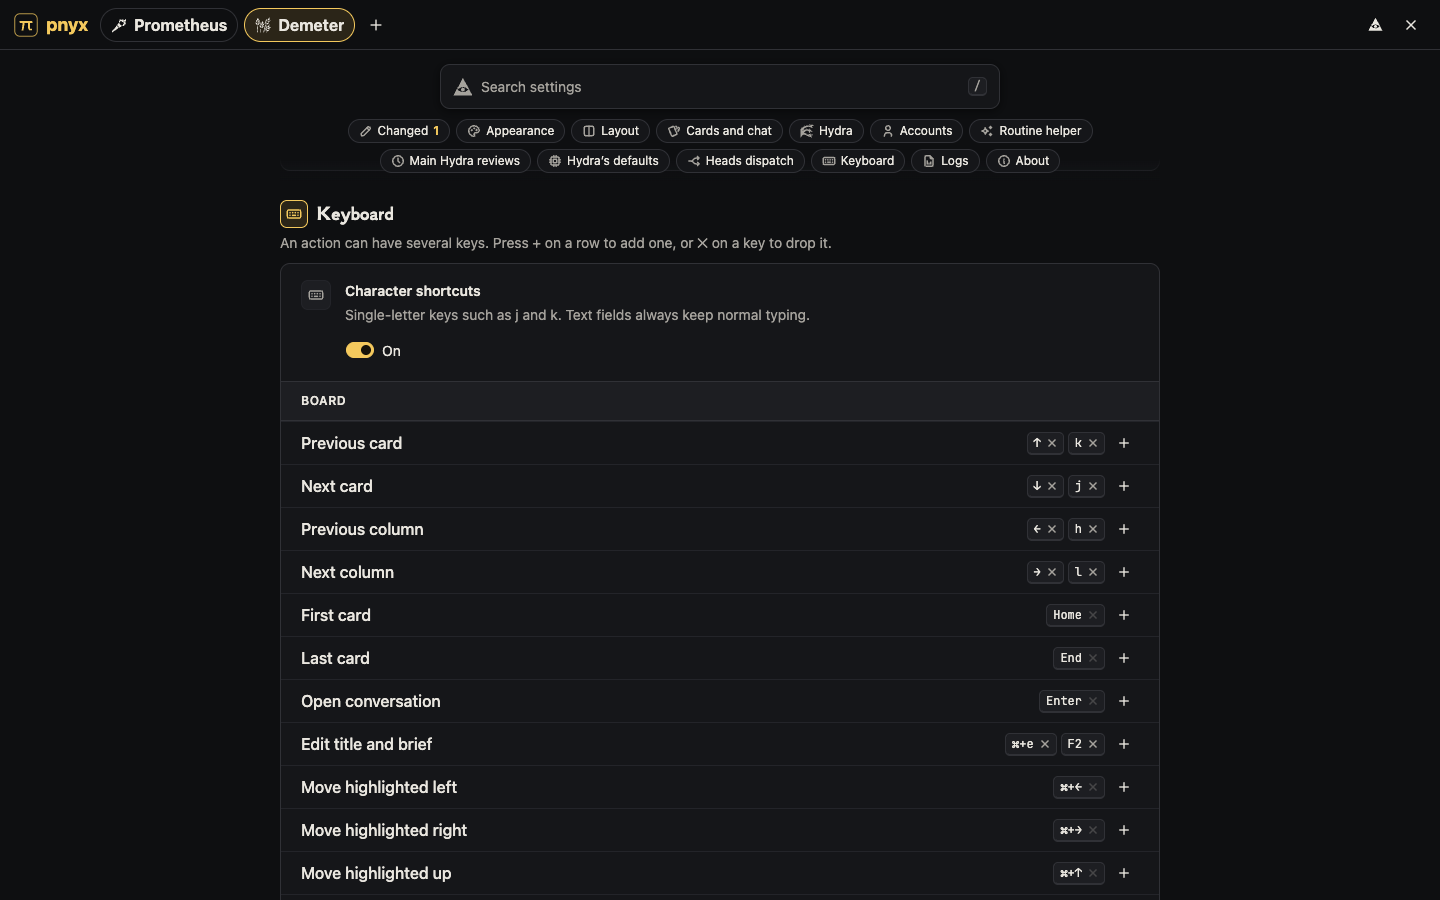 π pnyx Prometheus Demeter +
Search settings /
Changed 1 Appearance Layout Cards and chat Hydra Accounts Routine helper
Main Hydra reviews Hydra's defaults Heads dispatch Keyboard Logs About
Keyboard
An action can have several keys. Press + on a row to add one, or ✕ on a key to drop it.
Character shortcuts
Single-letter keys such as j and k. Text fields always keep normal typing.
On
BOARD
Previous card ↑ ✕ k ✕ +
Next card ↓ ✕ j ✕ +
Previous column ← ✕ h ✕ +
Next column → ✕ l ✕ +
First card Home ✕ +
Last card End ✕ +
Open conversation Enter ✕ +
Edit title and brief ⌘+e ✕ F2 ✕ +
Move highlighted left ⌘+← ✕ +
Move highlighted right ⌘+→ ✕ +
Move highlighted up ⌘+↑ ✕ +